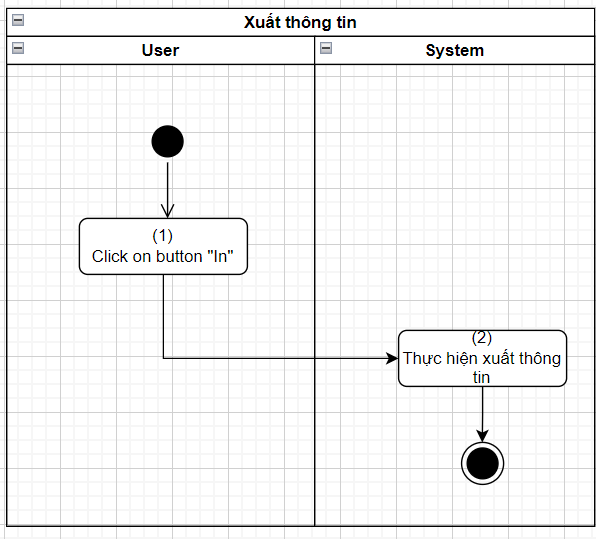 Xuất thông tin
User
System
(1)
Click on button "In"
(2)
Thực hiện xuất thông
tin